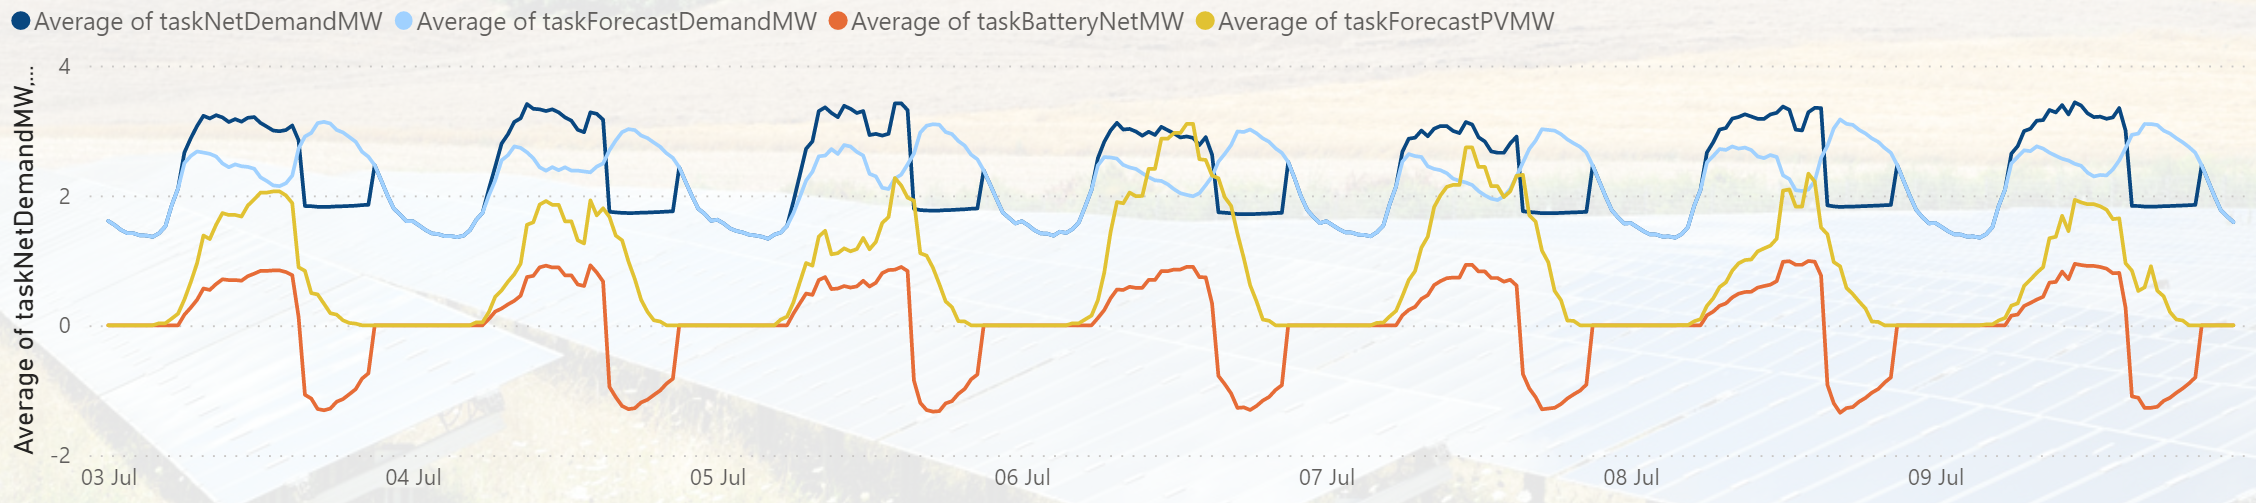 Average of taskNetDemandMW Average of taskForecastDemandMW Average of taskBatteryNetMW Average of taskForecastPVMW
Average of taskNetDemandMW,...
4
2
0
-2
03 Jul 04 Jul 05 Jul 06 Jul 07 Jul 08 Jul 09 Jul